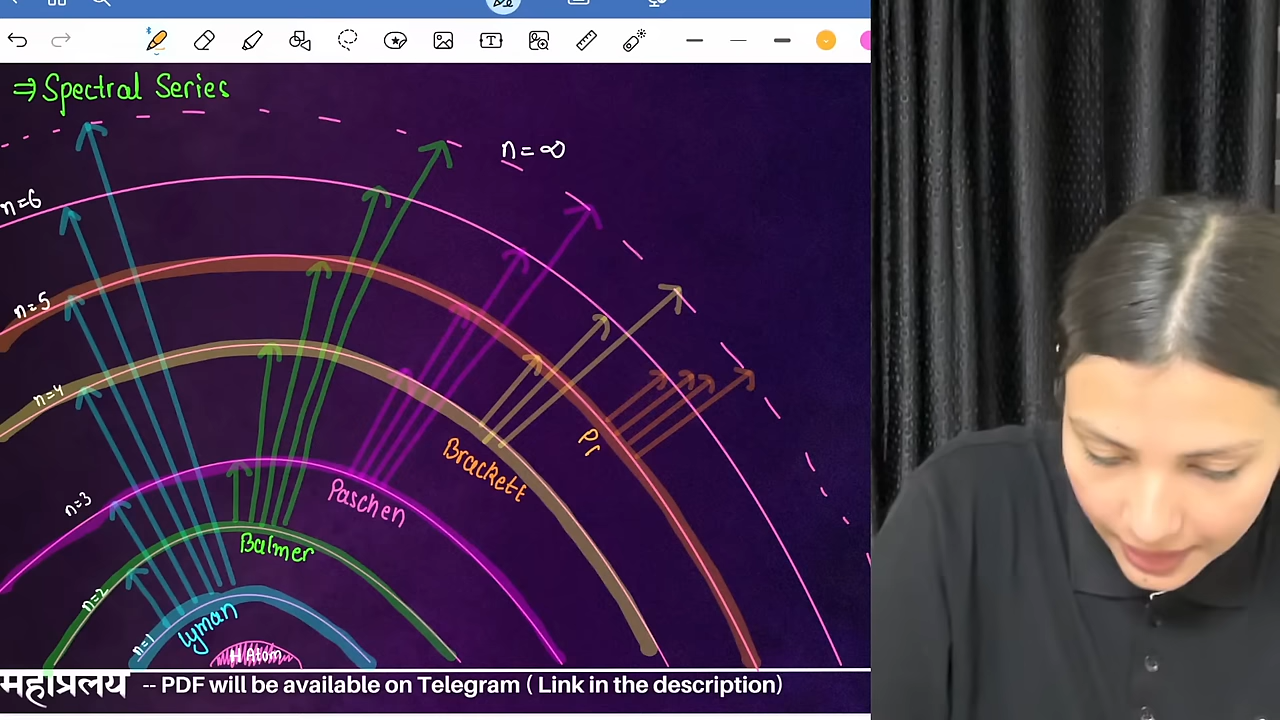 ⇒ Spectral Series
n=∞
n=6
n=5
n=4
n=3
n=2
n=1
Lyman
Balmer
Paschen
Brackett
Pf
H Atom
महाप्रलय -- PDF will be available on Telegram ( Link in the description)